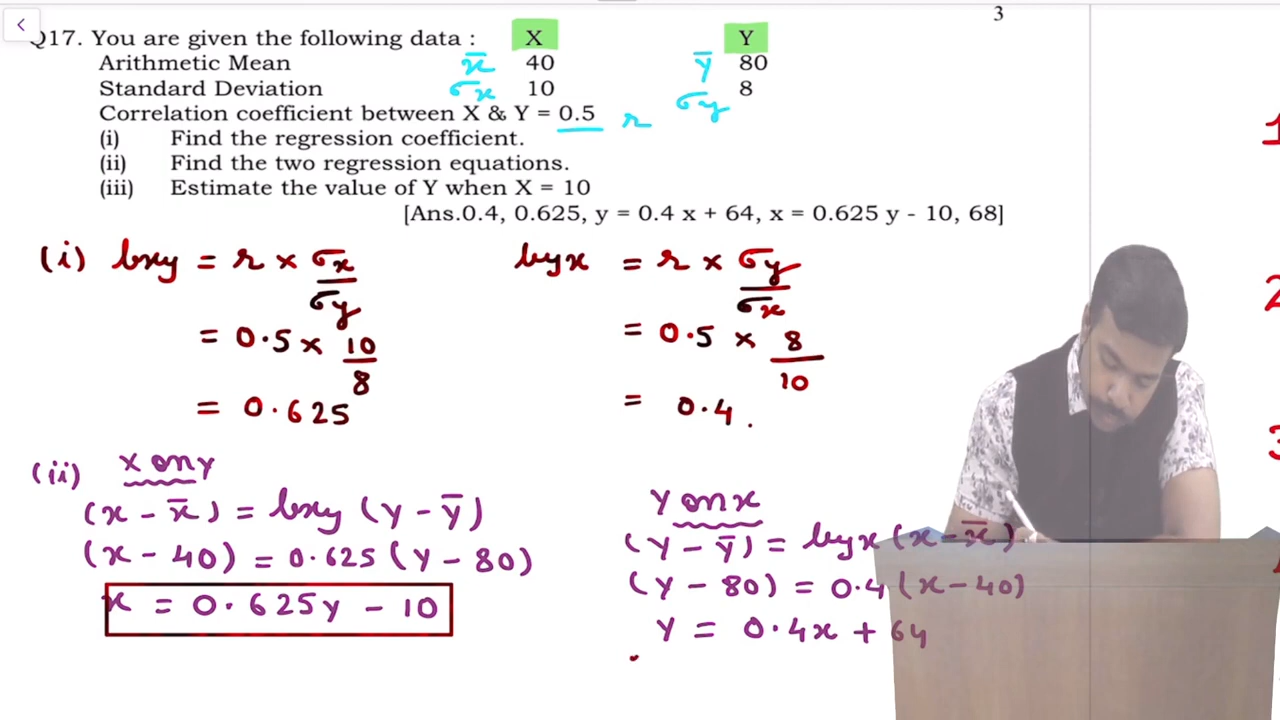 3
Q17. You are given the following data : X Y
Arithmetic Mean x̄ 40 ȳ 80
Standard Deviation σx 10 σy 8
Correlation coefficient between X & Y = 0.5 r
(i) Find the regression coefficient.
(ii) Find the two regression equations.
(iii) Estimate the value of Y when X = 10
[Ans.0.4, 0.625, y = 0.4 x + 64, x = 0.625 y - 10, 68]
(i) bxy = r × σx/σy
= 0.5 × 10/8
= 0.625
byx = r × σy/σx
= 0.5 × 8/10
= 0.4.
(ii) X on Y
(x - x̄) = bxy (y - ȳ)
(x - 40) = 0.625 (y - 80)
x = 0.625y - 10
Y on x
(y - ȳ) = byx (x - x̄)
(y - 80) = 0.4 (x - 40)
y = 0.4x + 64
1
2
3